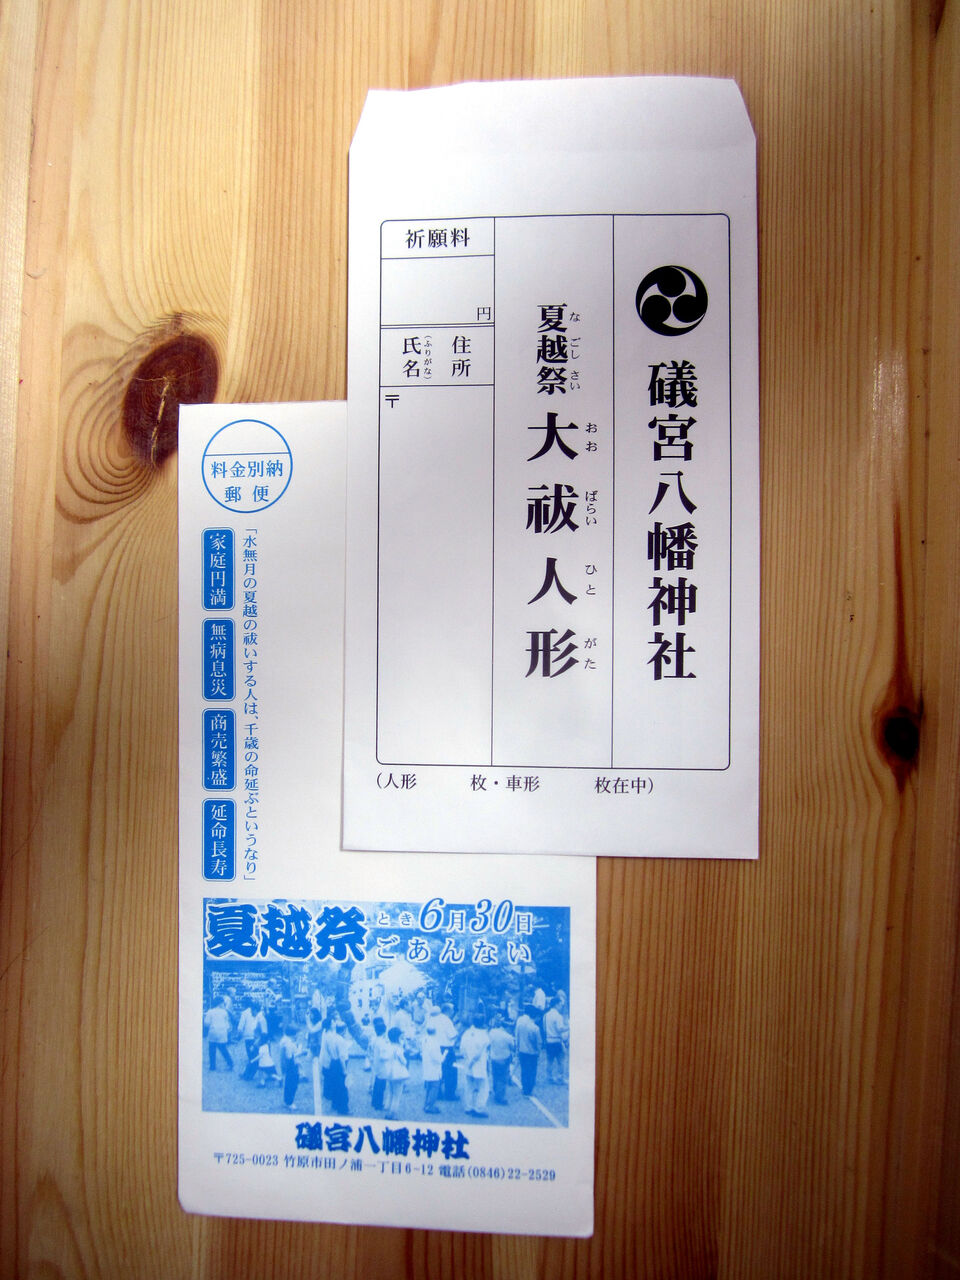 礒宮八幡神社
夏越祭 大祓人形
なごしさい おおばらいひとがた
祈願料
円
住所
氏名
(ふりがな)
〒
(人形 枚・車形 枚在中)
料金別納
郵便
「水無月の夏越の祓いする人は、千歳の命延ぶというなり」
家庭円満
無病息災
商売繁盛
延命長寿
夏越祭
とき6月30日
ごあんない
礒宮八幡神社
〒725-0023 竹原市田ノ浦一丁目6-12 電話(0846)22-2529